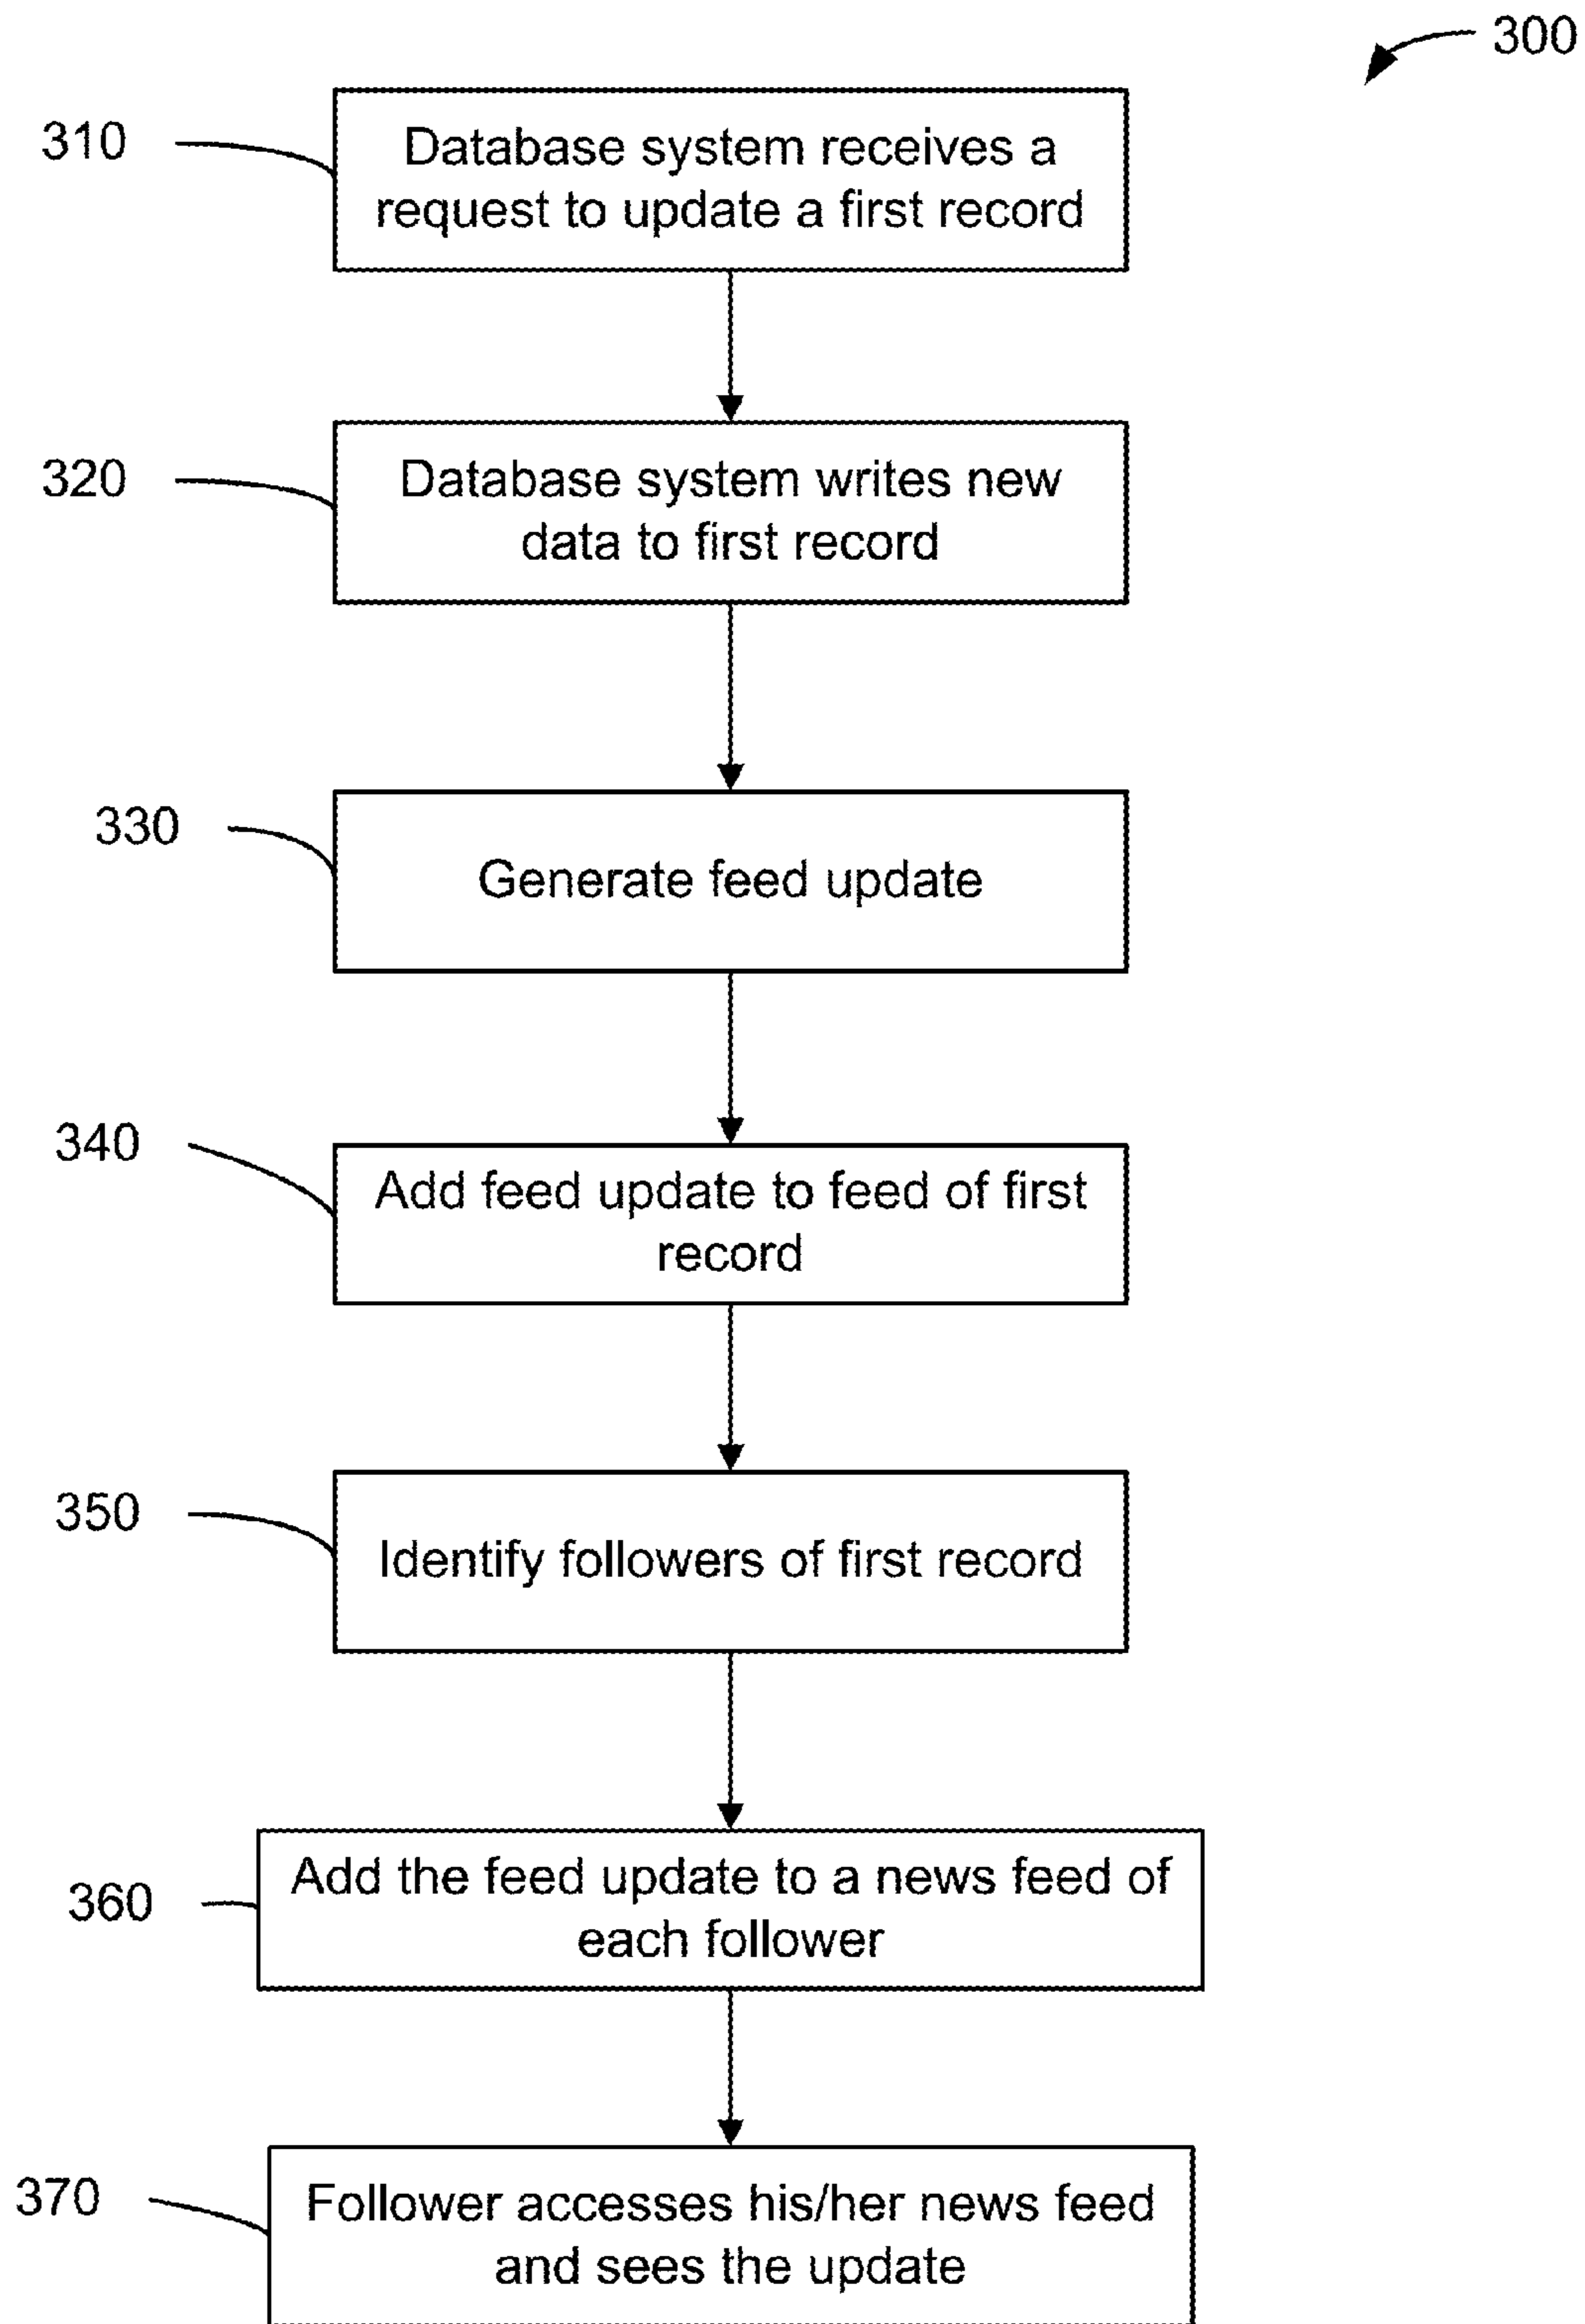 300
310
Database system receives a
request to update a first record
320
Database system writes new
data to first record
330
Generate feed update
340
Add feed update to feed of first
record
350
Identify followers of first record
360
Add the feed update to a news feed of
each follower
370
Follower accesses his/her news feed
and sees the update